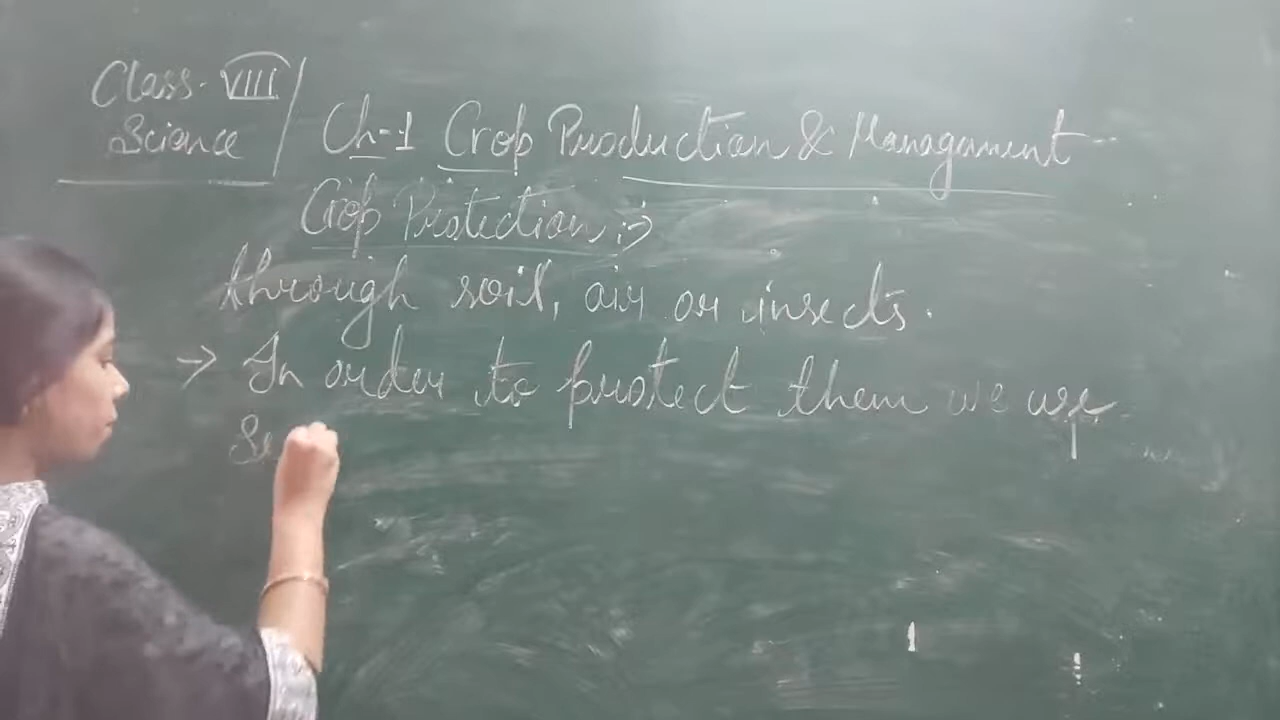 Class- VIII
Science
Ch-1 Crop Production & Management
Crop Protection :->
through soil, air or insects.
-> In order to protect them we use
Se